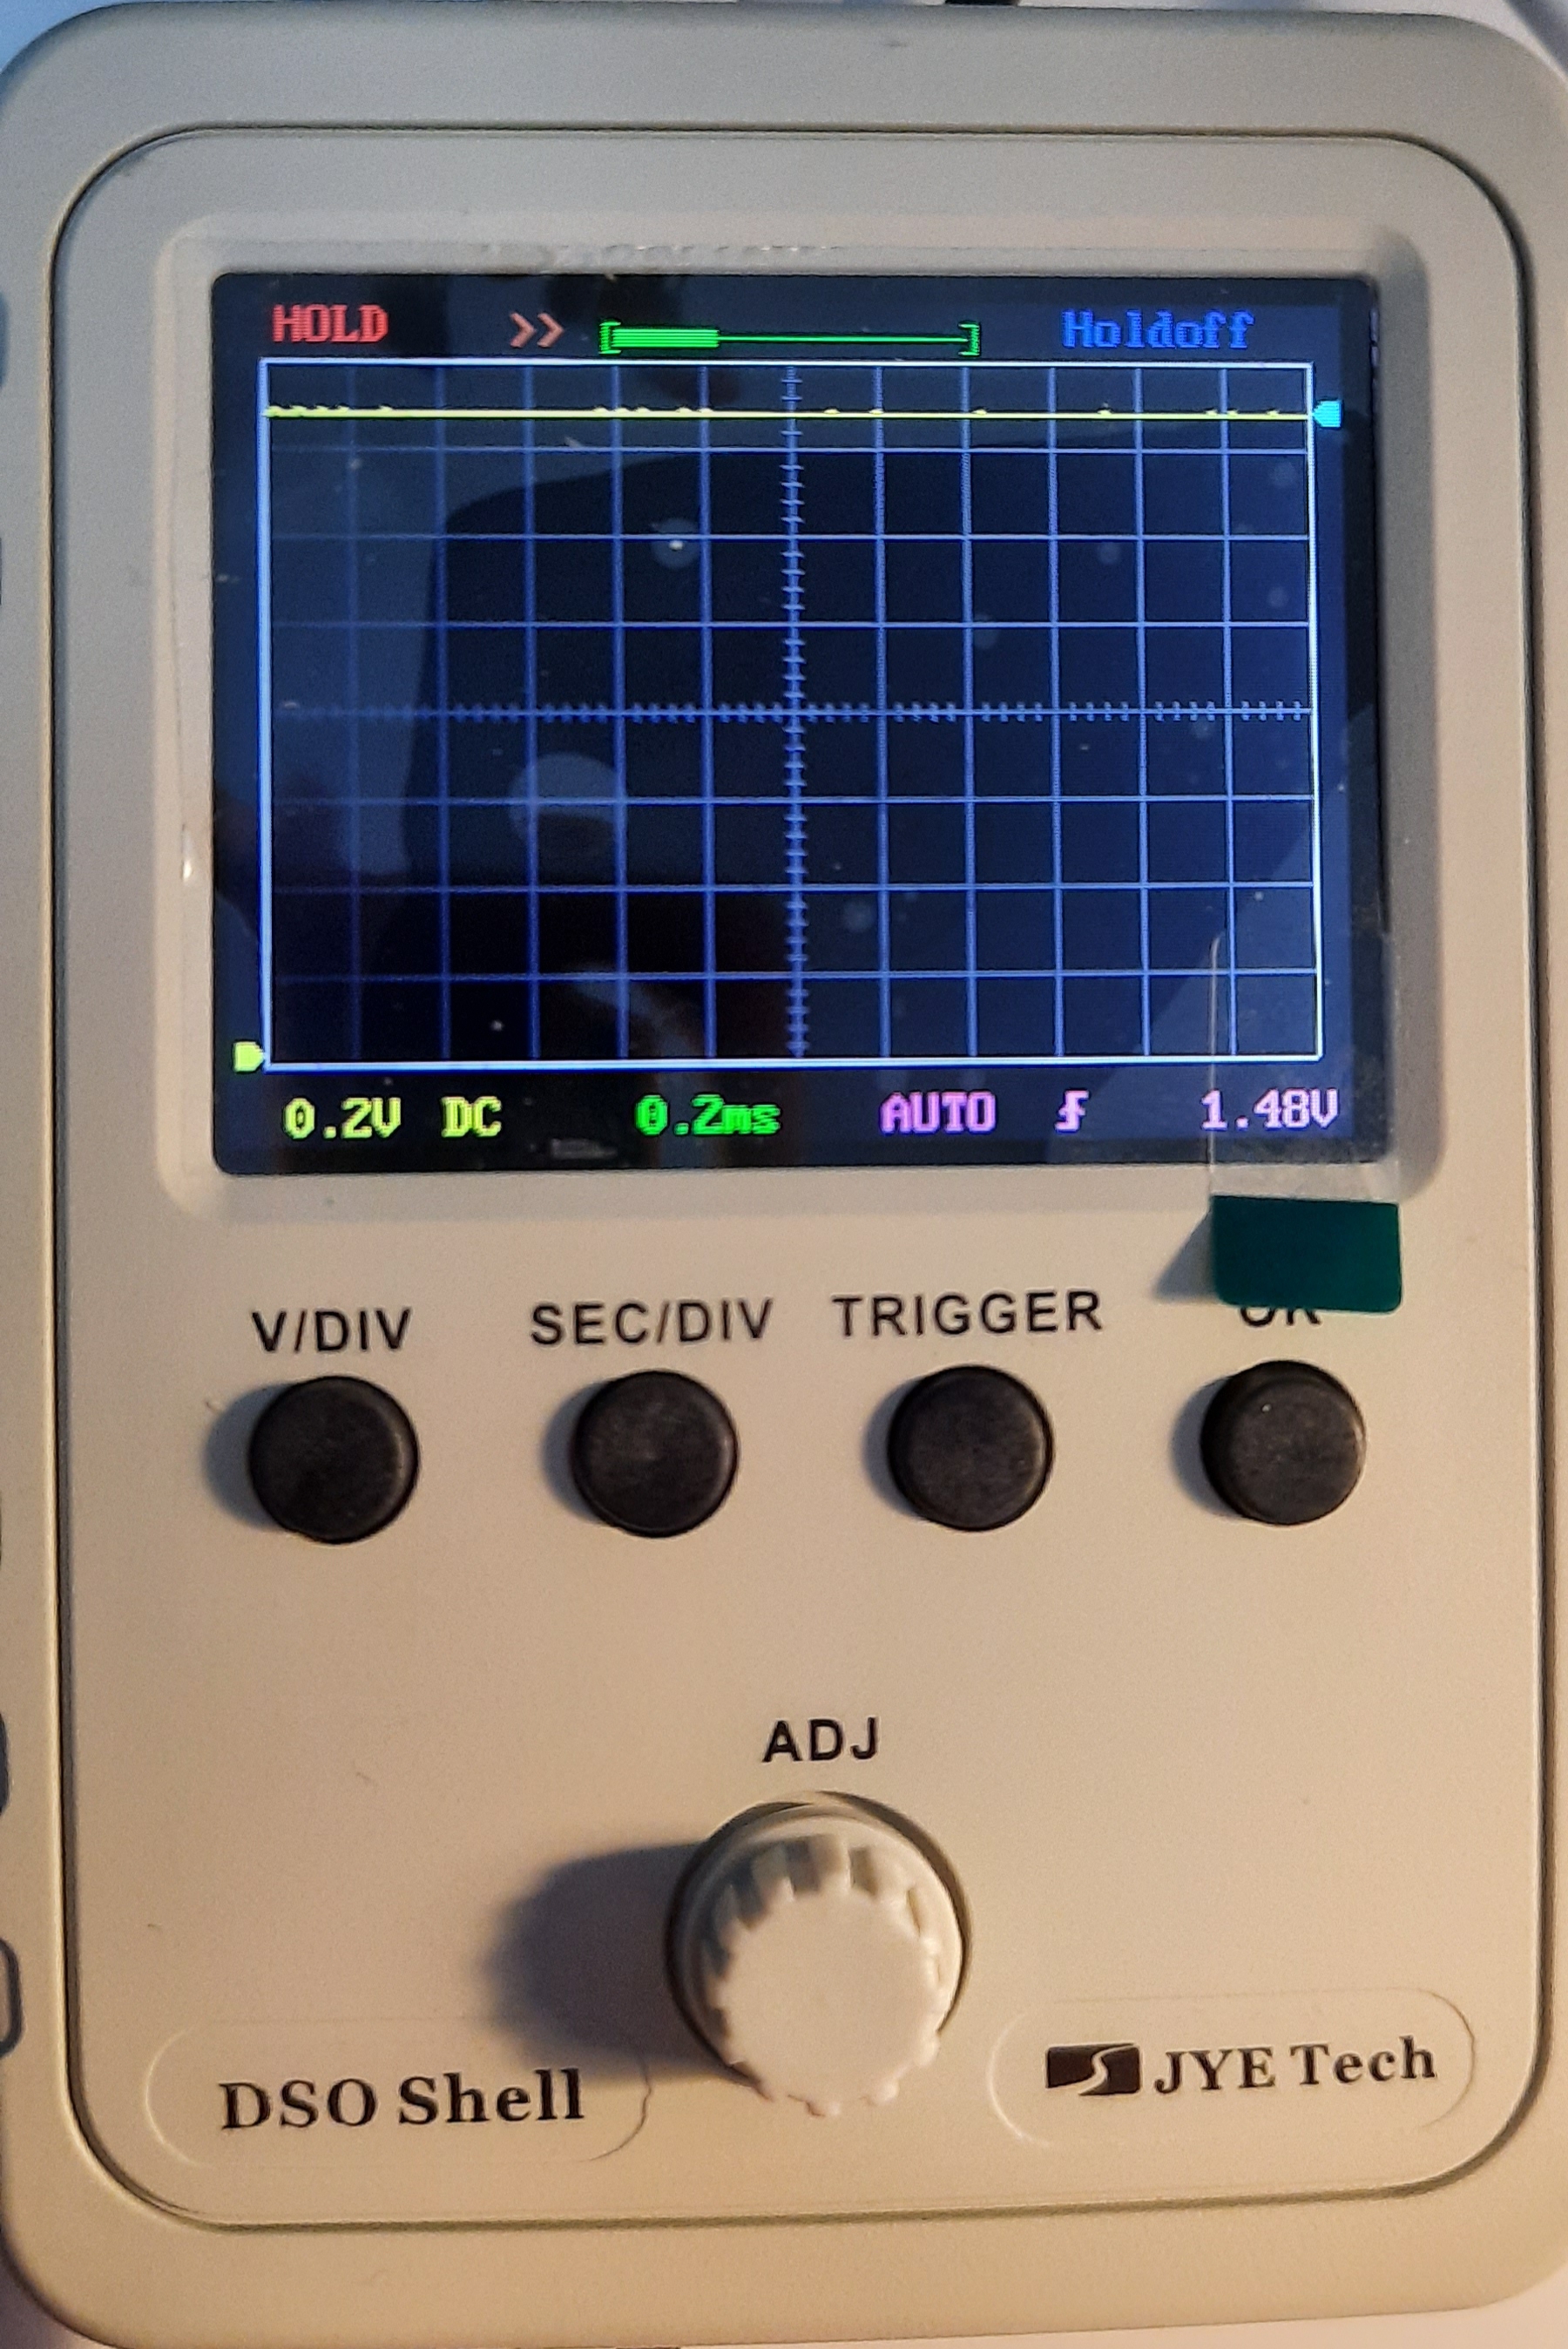 HOLD >> Holdoff
0.2V DC 0.2ms AUTO 1.48V
V/DIV SEC/DIV TRIGGER OK
ADJ
DSO Shell JYE Tech